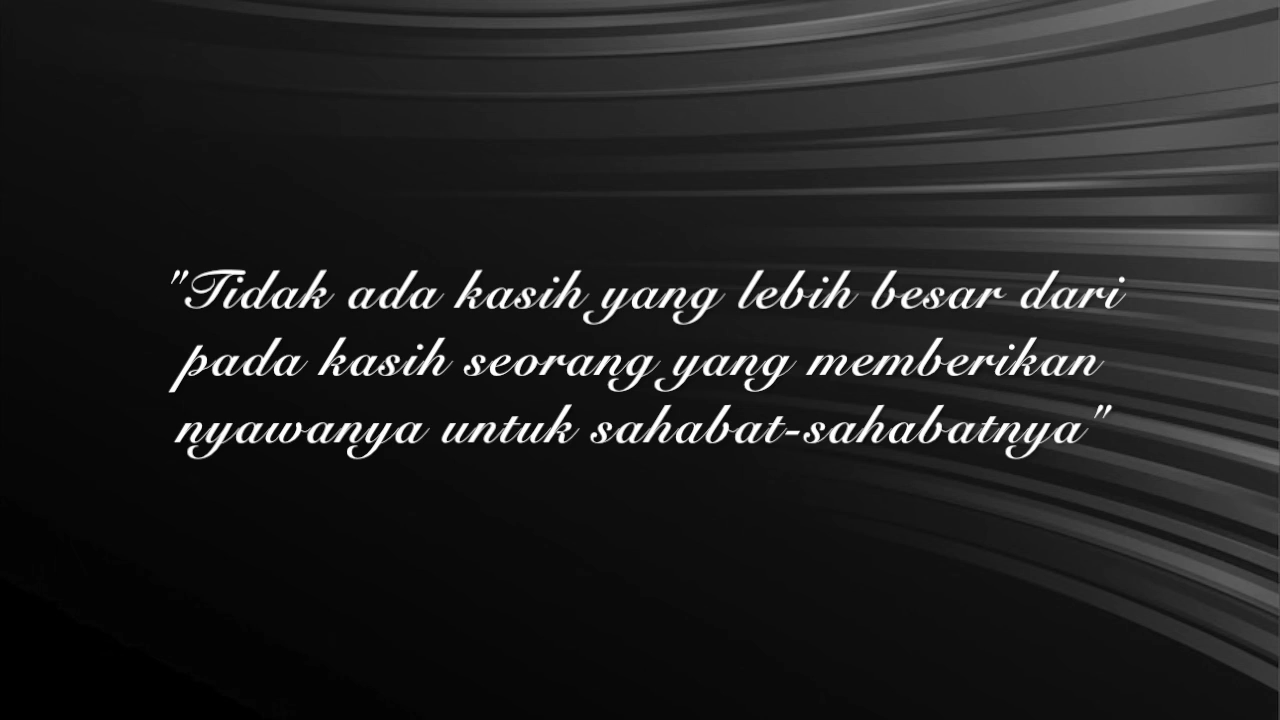 "Tidak ada kasih yang lebih besar dari
pada kasih seorang yang memberikan
nyawanya untuk sahabat-sahabatnya"